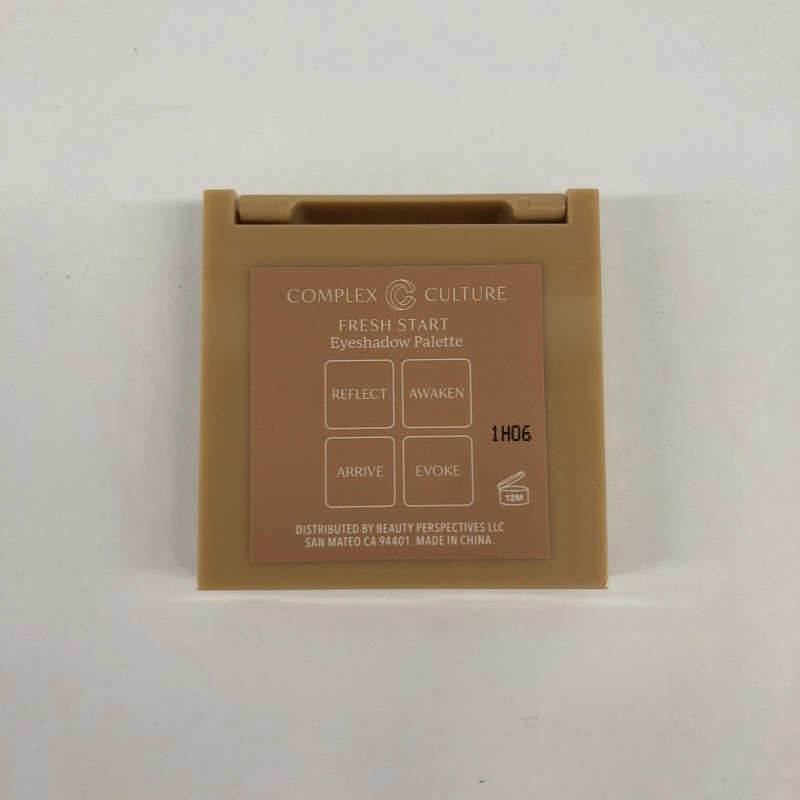 COMPLEX CC CULTURE
FRESH START
Eyeshadow Palette
REFLECT AWAKEN
1H06
ARRIVE EVOKE
12M
DISTRIBUTED BY BEAUTY PERSPECTIVES LLC
SAN MATEO CA 94401. MADE IN CHINA.